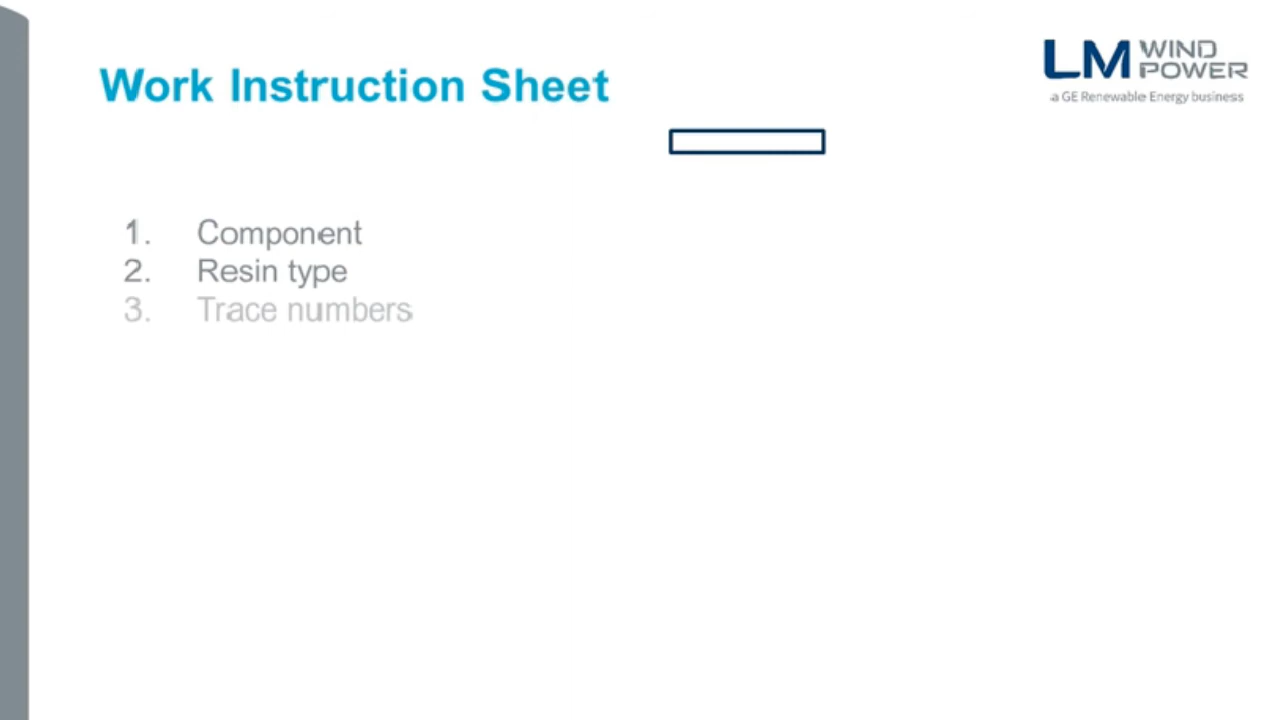 Work Instruction Sheet
LM WIND POWER
a GE Renewable Energy business
1. Component
2. Resin type
3. Trace numbers